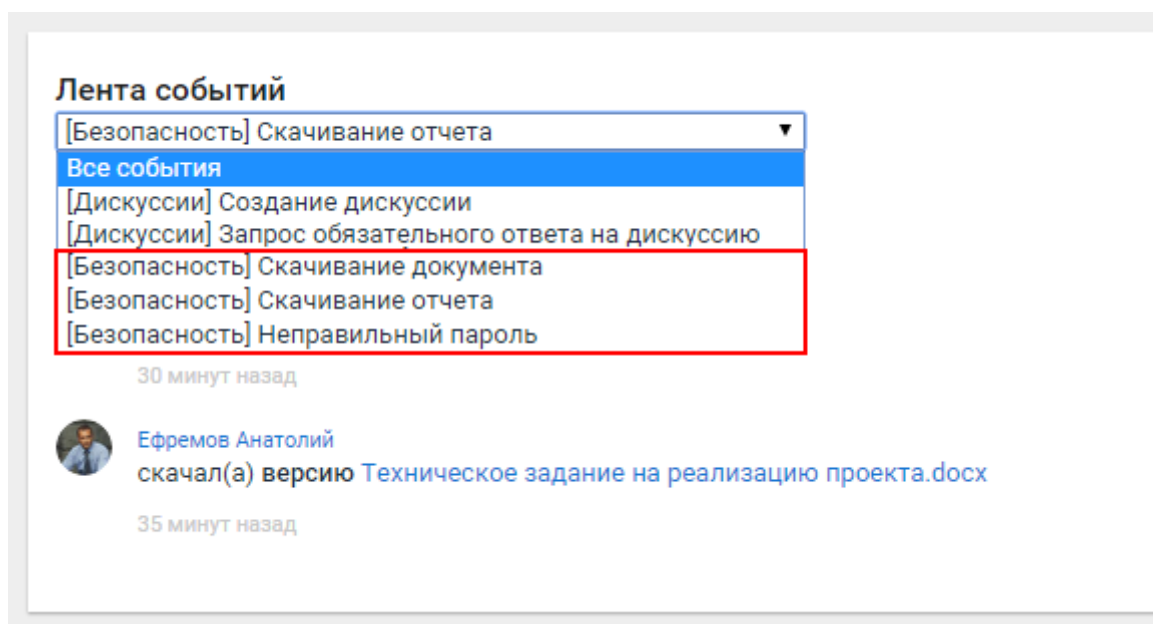 Лента событий
[Безопасность] Скачивание отчета
Все события
[Дискуссии] Создание дискуссии
[Дискуссии] Запрос обязательного ответа на дискуссию
[Безопасность] Скачивание документа
[Безопасность] Скачивание отчета
[Безопасность] Неправильный пароль
30 минут назад
Ефремов Анатолий
скачал(а) версию Техническое задание на реализацию проекта.docx
35 минут назад